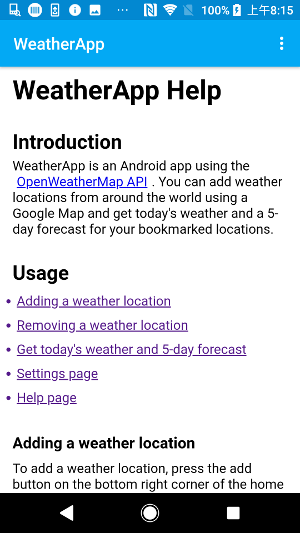 100% 上午8:15
WeatherApp
WeatherApp Help
Introduction
WeatherApp is an Android app using the
OpenWeatherMap API . You can add weather
locations from around the world using a
Google Map and get today's weather and a 5-
day forecast for your bookmarked locations.
Usage
• Adding a weather location
• Removing a weather location
• Get today's weather and 5-day forecast
• Settings page
• Help page
Adding a weather location
To add a weather location, press the add
button on the bottom right corner of the home